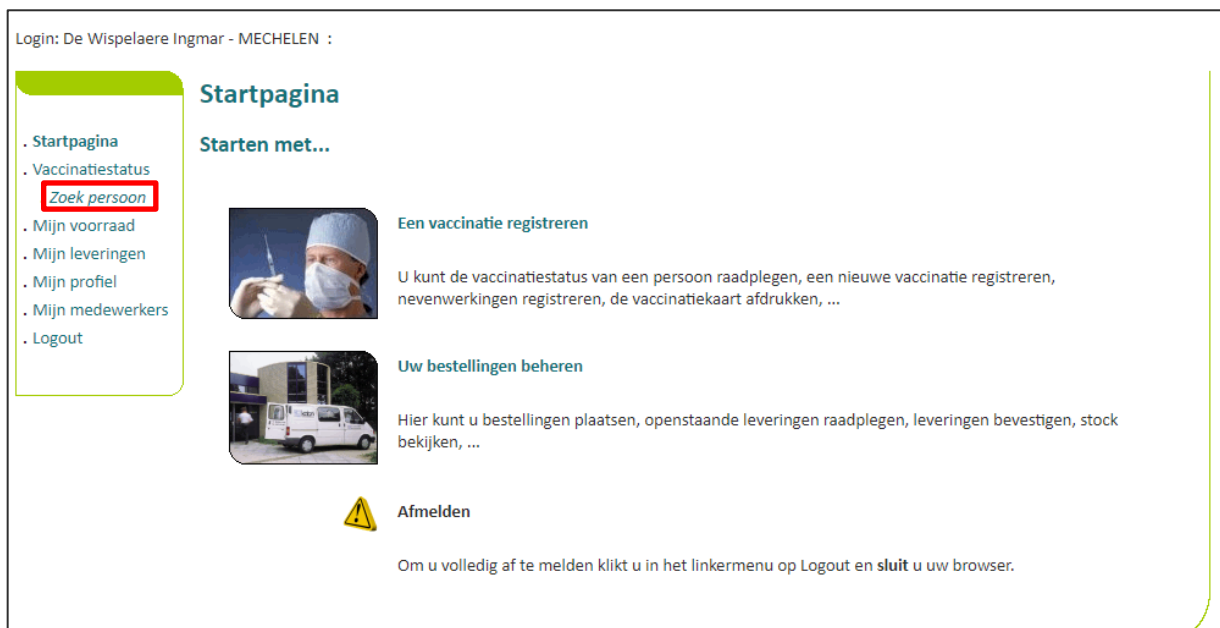 Login: De Wispelaere Ingmar - MECHELEN :
Startpagina
. Startpagina
. Vaccinatiestatus
Zoek persoon
. Mijn voorraad
. Mijn leveringen
. Mijn profiel
. Mijn medewerkers
. Logout
Starten met...
Een vaccinatie registreren
U kunt de vaccinatiestatus van een persoon raadplegen, een nieuwe vaccinatie registreren,
nevenwerkingen registreren, de vaccinatiekaart afdrukken, ...
Uw bestellingen beheren
Hier kunt u bestellingen plaatsen, openstaande leveringen raadplegen, leveringen bevestigen, stock
bekijken, ...
Afmelden
Om u volledig af te melden klikt u in het linkermenu op Logout en sluit u uw browser.